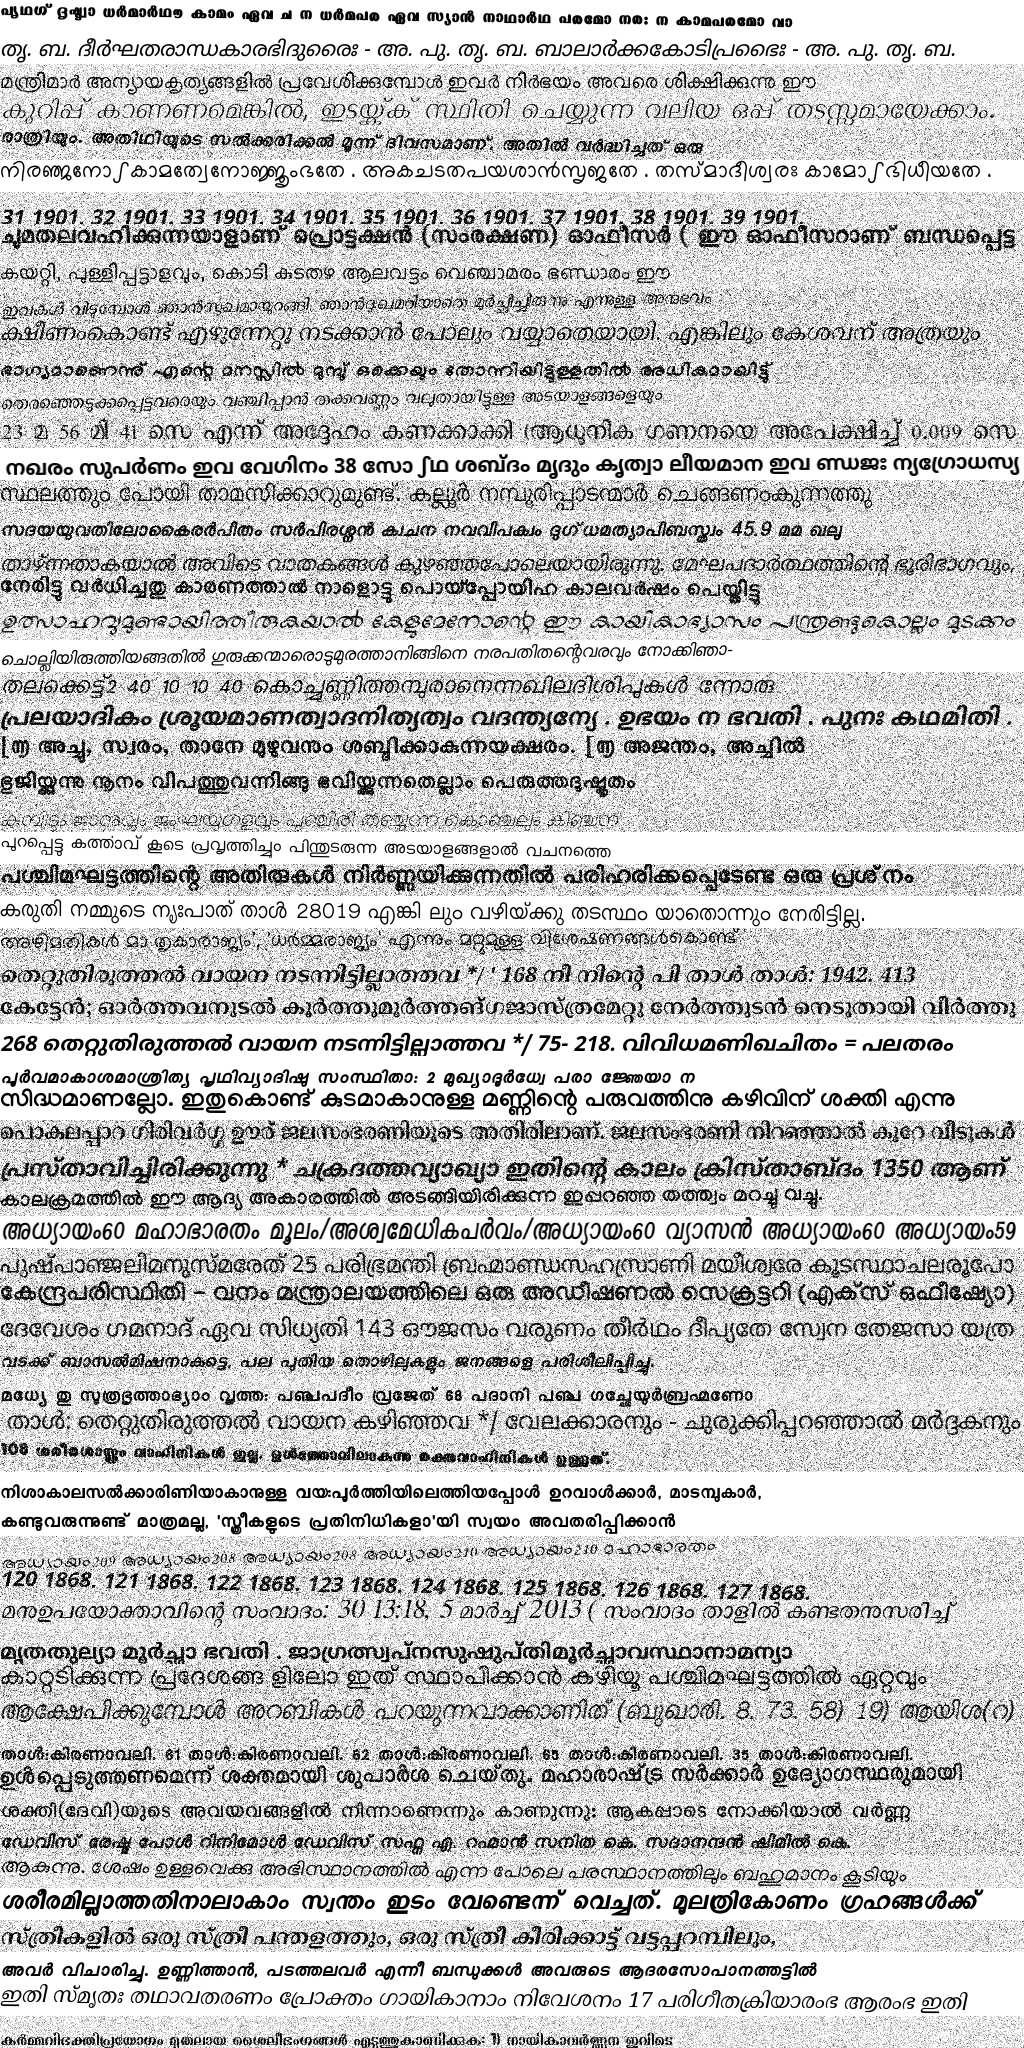 പൃഥഗ് ദൃഷ്ട്വാ ധർമാർഥൗ കാമം ഏവ ച ന ധർമപര ഏവ സ്യാൻ നാഥാർഥ പരമോ നരഃ ന കാമപരമോ വാ
തൃ. ബ. ദീർഘതരാന്ധകാരഭിദുരൈഃ - അ. പു. തൃ. ബ. ബാലാർക്കകോടിപ്രഭൈഃ - അ. പു. തൃ. ബ.
മന്ത്രിമാർ അന്യായകൃത്യങ്ങളിൽ പ്രവേശിക്കുമ്പോൾ ഇവർ നിർഭയം അവരെ ശിക്ഷിക്കുന്നു ഈ
കുറിപ്പ് കാണണമെങ്കിൽ, ഇടയ്ക്ക് സ്ഥിതി ചെയ്യുന്ന വലിയ ഒപ്പ് തടസ്സമായേക്കാം.
രാത്രിയും. അതിഥിയുടെ സൽക്കരിക്കൽ മൂന്ന് ദിവസമാണ്. അതിൽ വർദ്ധിച്ചത് ഒരു
നിരഞ്ജനോഽകാമത്വേനോജ്ജൃംഭതേ . അകചടതപയശാൻസൃജതേ . തസ്മാദീശ്വരഃ കാമോഽഭിധീയതേ .
31 1901. 32 1901. 33 1901. 34 1901. 35 1901. 36 1901. 37 1901. 38 1901. 39 1901.
ചുമതലവഹിക്കുന്നയാളാണ് പ്രൊട്ടക്ഷൻ (സംരക്ഷണ) ഓഫീസർ ( ഈ ഓഫീസറാണ് ബന്ധപ്പെട്ട
കയറ്റി, പുള്ളിപ്പട്ടാളവും, കൊടി കുടതഴ ആലവട്ടം വെഞ്ചാമരം ഭണ്ഡാരം ഈ
ഇവകൾ വിടുമ്പോൾ ഞാൻസുഖമായുറങ്ങി. ഞാൻദുഃഖമറിയാതെ മൂർച്ഛിച്ചിരുന്നു എന്നുള്ള അനുഭവം
ക്ഷീണംകൊണ്ട് എഴുന്നേറ്റു നടക്കാൻ പോലും വയ്യാതെയായി. എങ്കിലും കേശവന് അത്രയും
ഭാഗ്യമാണെന്ന് എന്റെ മനസ്സിൽ മുമ്പ് ഒക്കെയും തോന്നിയിട്ടുള്ളതിൽ അധികമായിട്ട്
തെരഞ്ഞെടുക്കപ്പെട്ടവരെയും വഞ്ചിപ്പാൻ തക്കവണ്ണം വലുതായിട്ടുള്ള അടയാളങ്ങളെയും
23 മ 56 മി 41 സെ എന്ന് അദ്ദേഹം കണക്കാക്കി (ആധുനിക ഗണനയെ അപേക്ഷിച്ച് 0.009 സെ
നഖരം സുപർണം ഇവ വേഗിനം 38 സോ ഽഥ ശബ്ദം മൃദും കൃത്വാ ലീയമാന ഇവ ണ്ഡജഃ ന്യഗ്രോധസ്യ
സ്ഥലത്തും പോയി താമസിക്കാറുമുണ്ട്. കല്ലൂർ നമ്പൂരിപ്പാടന്മാർ ചെങ്ങണംകുന്നത്തു
സദയയുവതിലോകൈരർപിതം സർപിരശ്നൻ ക്വചന നവവിപക്വം ദുഗ്ധമത്യാപിബസ്ത്വം 45.9 മമ ഖലു
താഴ്ന്നതാകയാൽ അവിടെ വാതകങ്ങൾ കുഴഞ്ഞപോലെയായിരുന്നു. മേഘപദാർത്ഥത്തിന്റെ ഭൂരിഭാഗവും,
നേരിട്ടു വർധിച്ചതു കാരണത്താൽ നാളൊട്ടൂ പൊയ്പ്പോയിഹ കാലവർഷം പെയ്തിട്ടൂ
ഉത്സാഹവുമുണ്ടായിരുന്നതിരുകയാൽ കേളുമേനോന്റെ ഈ കായികാഭ്യാസം പന്ത്രണ്ടുകൊല്ലം മുടക്കം
ചൊല്ലിയിരുത്തിയങ്ങതിൽ ഗുരുക്കന്മാരൊടുമുരത്താനിങ്ങിനെ നരപതിതന്റെവരവും നോക്കിഞാ-
തലക്കെട്ട്2 40 10 10 40 കൊച്ചുണ്ണിത്തമ്പുരാനെന്നഖിലദിശിപുകൾ ന്നോരു
പ്രലയാദികം ശ്രൂയമാണത്വാദനിത്യത്വം വദന്ത്യന്യേ . ഉഭയം ന ഭവതി . പുനഃ കഥമിതി .
[൬ അച്ചു, സ്വരം, താനേ മുഴുവനും ശബ്ദിക്കാകുന്നയക്ഷരം. [൬ അജന്തം, അച്ചിൽ
ഭുജിയ്ക്കുന്നു നൂനം വിപത്തുവന്നിങ്ങു ഭവിയ്ക്കുന്നതെല്ലാം പെരുത്തദുഷ്കൃതം
പുറപ്പെട്ടു കർത്താവ് കൂടെ പ്രവൃത്തിച്ചും പിന്തുടരുന്ന അടയാളങ്ങളാൽ വചനത്തെ
പശ്ചിമഘട്ടത്തിന്റെ അതിരുകൾ നിർണ്ണയിക്കുന്നതിൽ പരിഹരിക്കപ്പെടേണ്ട ഒരു പ്രശ്നം
കരുതി നമ്മുടെ ന്യൂഃപാത് താൾ 28019 എങ്കി ലും വഴിയ്ക്കു തടസ്ഥം യാതൊന്നും നേരിട്ടില്ല.
അഴിമതികൾ മാതൃകാരാജ്യം', 'ധർമ്മരാജ്യം' എന്നും മറ്റുമുള്ള വിശേഷണങ്ങൾകൊണ്ട്
തെറ്റുതിരുത്തൽ വായന നടന്നിട്ടില്ലാത്തവ */ ' 168 നീ നിന്റെ പി താൾ താൾ: 1942. 413
കേട്ടേൻ; ഓർത്തവനുടൽ കൂർത്തുമൂർത്തങ്ഗജാസ്ത്രമേറ്റു നേർത്തുടൻ നെടുതായി വിർത്തു
268 തെറ്റുതിരുത്തൽ വായന നടന്നിട്ടില്ലാത്തവ */ 75- 218. വിവിധമണിഖചിതം = പലതരം
പൂർവമാകാശമാശ്രിത്യ പൃഥിവ്യാദിഷു സംസ്ഥിതാഃ 2 മുഖ്യാദൂർധ്വേ പരാ ജ്ഞേയാ ന
സിദ്ധമാണല്ലോ. ഇതുകൊണ്ട് കുടമാകാനുള്ള മണ്ണിന്റെ പരുവത്തിനു കഴിവിന് ശക്തി എന്നു
പൊകലപ്പാറ ഗിരിവർഗ്ഗ ഊര് ജലസംഭരണിയുടെ അതിരിലാണ്. ജലസംഭരണി നിറഞ്ഞാൽ കുറേ വീടുകൾ
പ്രസ്താവിച്ചിരിക്കുന്നു * ചക്രദത്തവ്യാഖ്യാ ഇതിന്റെ കാലം ക്രിസ്താബ്ദം 1350 ആണ്
കാലക്രമത്തിൽ ഈ ആദ്യ അകാരത്തിൽ അടങ്ങിയിരിക്കുന്ന ഇപ്പറഞ്ഞ തത്ത്വം മറച്ചു വച്ചു.
അധ്യായം60 മഹാഭാരതം മൂലം/അശ്വമേധികപർവം/അധ്യായം60 വ്യാസൻ അധ്യായം60 അധ്യായം59
പുഷ്പാഞ്ജലിമനുസ്മരേത് 25 പരിഭ്രമന്തി ബ്രഹ്മാണ്ഡസഹസ്രാണി മയീശ്വരേ കൂടസ്ഥാചലരൂപോ
കേന്ദ്രപരിസ്ഥിതി – വനം മന്ത്രാലയത്തിലെ ഒരു അഡീഷണൽ സെക്രട്ടറി (എക്സ് ഒഫീഷ്യോ)
ദേവേശം ഗമനാദ് ഏവ സിധ്യതി 143 ഔജസം വരുണം തീർഥം ദീപ്യതേ സ്വേന തേജസാ യത്ര
വടക്ക് ബാസൽമിഷനാകട്ടെ, പല പുതിയ തൊഴിലുകളും ജനങ്ങളെ പരിശീലിപ്പിച്ചു.
മധ്യേ തു സൂത്രഭൃത്താഭ്യാം വൃത്തഃ പഞ്ചപദീം വ്രജേത് 68 പദാനി പഞ്ച ഗച്ഛേയുർബ്രഹ്മണോ
താൾ: തെറ്റുതിരുത്തൽ വായന കഴിഞ്ഞവ */ വേലക്കാരനും - ചുരുക്കിപ്പറഞ്ഞാൽ മർദ്ദകനും
108 ശരീരശാസ്ത്രം വാഹിനികൾ ഇല്ല. ഉൾത്തൊലിലാകുന്നു രക്തവാഹിനികൾ ഉള്ളത്.
നിശാകാലസൽക്കാരിണിയാകാനുള്ള വയഃപൂർത്തിയിലെത്തിയപ്പോൾ ഉറവാൾക്കാർ, മാടമ്പുകാർ,
കണ്ടുവരുന്നുണ്ട് മാത്രമല്ല, 'സ്ത്രീകളുടെ പ്രതിനിധികളാ'യി സ്വയം അവതരിപ്പിക്കാൻ
അധ്യായം209 അധ്യായം208 അധ്യായം208 അധ്യായം210 അധ്യായം210 മഹാഭാരതം
120 1868. 121 1868. 122 1868. 123 1868. 124 1868. 125 1868. 126 1868. 127 1868.
മനുഉപയോക്താവിന്റെ സംവാദം: 30 13:18, 5 മാർച്ച് 2013 ( സംവാദം താളിൽ കണ്ടതനുസരിച്ച്
മൃതതുല്യാ മൂർച്ഛാ ഭവതി . ജാഗ്രത്സ്വപ്നസുഷുപ്തിമൂർച്ഛാവസ്ഥാനാമന്യാ
കാറ്റടിക്കുന്ന പ്രദേശങ്ങ ളിലോ ഇത് സ്ഥാപിക്കാൻ കഴിയൂ പശ്ചിമഘട്ടത്തിൽ ഏറ്റവും
ആക്ഷേപിക്കുമ്പോൾ അറബികൾ പറയുന്നവാക്കാണിത് (ബുഖാരി. 8. 73. 58) 19) ആയിശ(റ)
താൾ:കിരണാവലി. 61 താൾ:കിരണാവലി. 62 താൾ:കിരണാവലി. 65 താൾ:കിരണാവലി. 35 താൾ:കിരണാവലി.
ഉൾപ്പെടുത്തണമെന്ന് ശക്തമായി ശുപാർശ ചെയ്തു. മഹാരാഷ്ട്ര സർക്കാർ ഉദ്യോഗസ്ഥരുമായി
ശക്തി(ദേവി)യുടെ അവയവങ്ങളിൽ നിന്നാണെന്നും കാണുന്നു: ആകപ്പാടെ നോക്കിയാൽ വർണ്ണ
ഡേവിസ് രേഷ്മ പോൾ റിനിമോൾ ഡേവിസ് സഫ്ന എ. റഹ്മാൻ സനിത കെ. സദാനന്ദൻ ഷിമിൽ കെ.
ആകുന്നു. ശേഷം ഉള്ളവെക്കു അഭിസ്ഥാനത്തിൽ എന്ന പോലെ പരസ്ഥാനത്തിലും ബഹുമാനം കൂടിയും
ശരീരമില്ലാത്തതിനാലാകാം സ്വന്തം ഇടം വേണ്ടെന്ന് വെച്ചത്. മൂലത്രികോണം ഗ്രഹങ്ങൾക്ക്
സ്ത്രീകളിൽ ഒരു സ്ത്രീ പന്തളത്തും, ഒരു സ്ത്രീ കീരിക്കാട്ട് വട്ടപ്പറമ്പിലും,
അവർ വിചാരിച്ചു. ഉണ്ണിത്താൻ, പടത്തലവർ എന്നീ ബന്ധുക്കൾ അവരുടെ ആദരസോപാനത്തട്ടിൽ
ഇതി സ്മൃതഃ തഥാവതരണം പ്രോക്തം ഗായികാനാം നിവേശനം 17 പരിഗീതക്രിയാരംഭ ആരംഭ ഇതി
കർമ്മവിഭക്തിപ്രയോഗം മുതലായ ശൈലീഭംഗങ്ങൾ എടുത്തുകാണിക്കുക: 1) നായികാവർണ്ണന ഇവിടെ